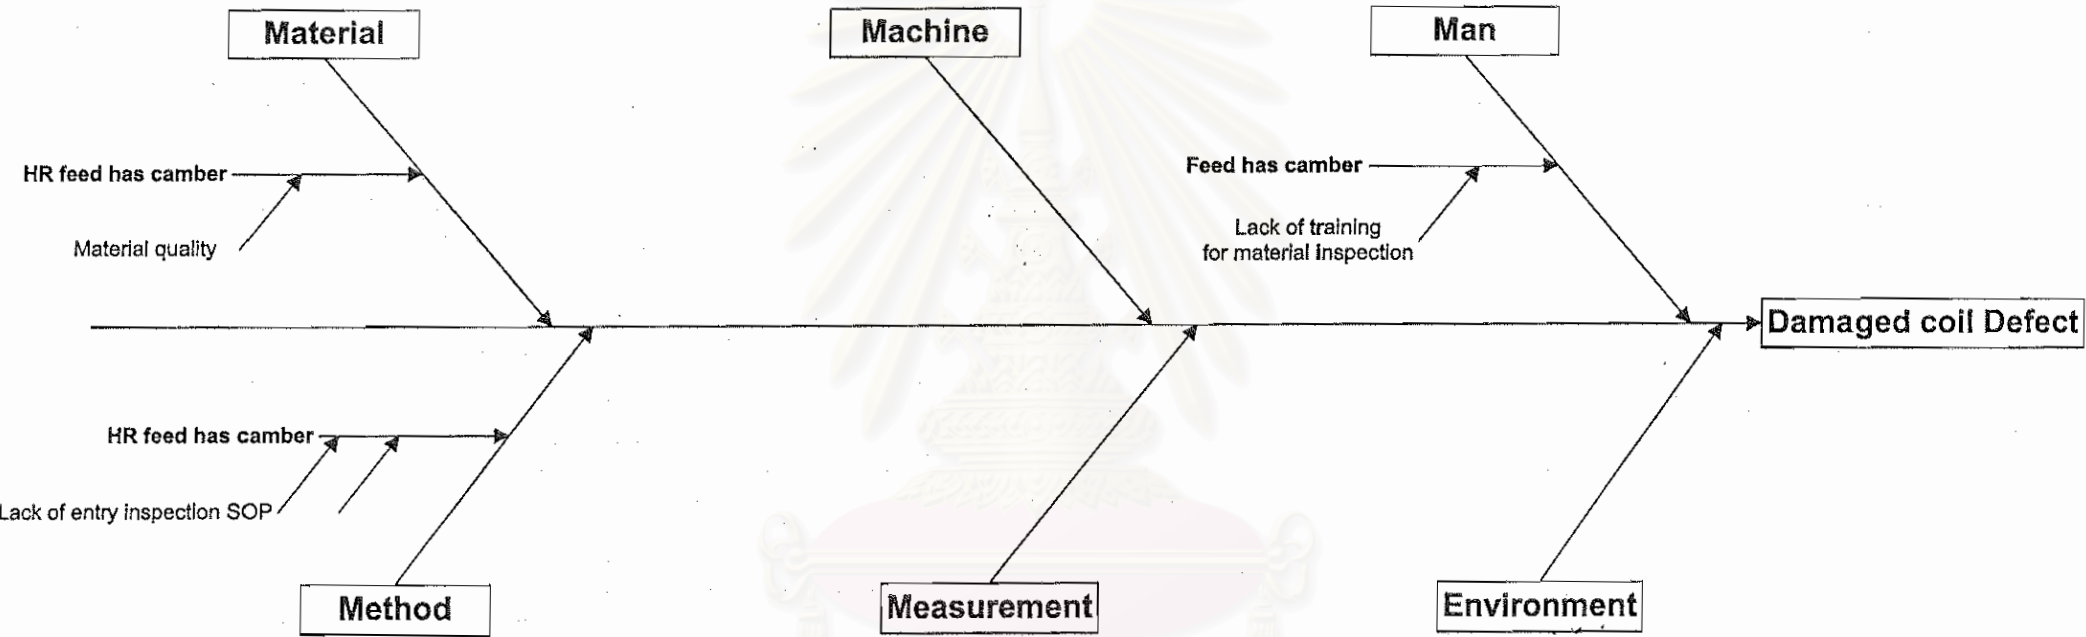 Material
Machine
Man
HR feed has camber
Feed has camber
Material quality
Lack of training
for material inspection
Damaged coil Defect
HR feed has camber
Lack of entry inspection SOP
Method
Measurement
Environment